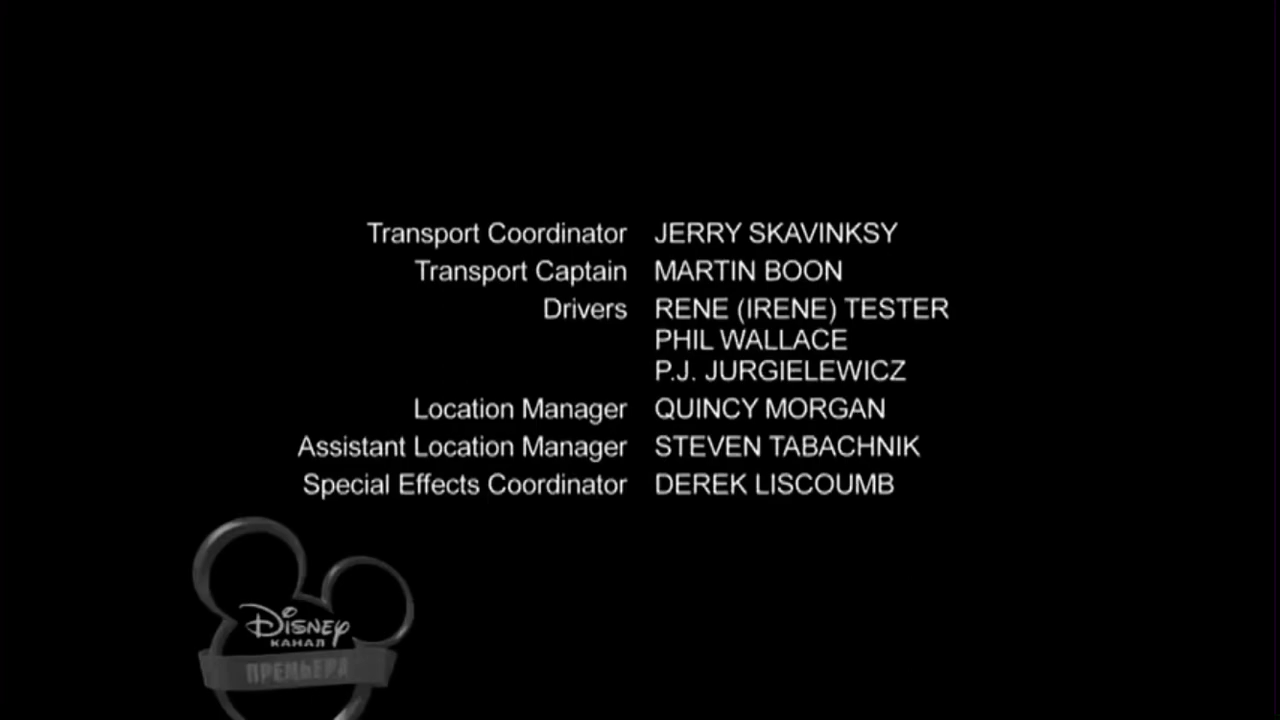 Transport Coordinator JERRY SKAVINKSY
Transport Captain MARTIN BOON
Drivers RENE (IRENE) TESTER
PHIL WALLACE
P.J. JURGIELEWICZ
Location Manager QUINCY MORGAN
Assistant Location Manager STEVEN TABACHNIK
Special Effects Coordinator DEREK LISCOUMB
Disney
КАНАЛ
ПРЕМЬЕРА